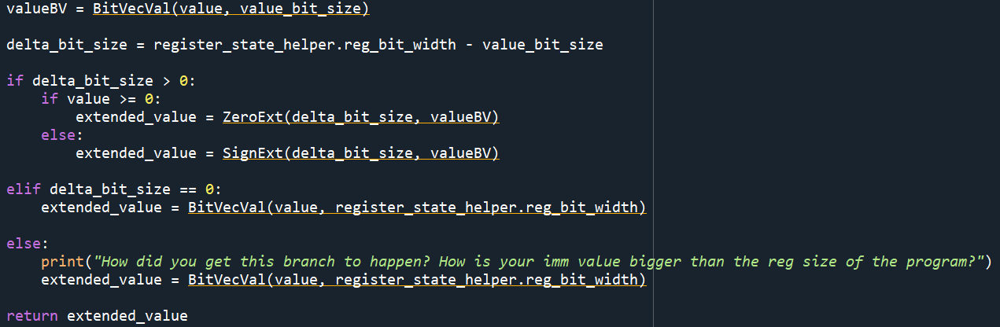 valueBV = BitVecVal(value, value_bit_size)
delta_bit_size = register_state_helper.reg_bit_width - value_bit_size
if delta_bit_size > 0:
    if value >= 0:
        extended_value = ZeroExt(delta_bit_size, valueBV)
    else:
        extended_value = SignExt(delta_bit_size, valueBV)
elif delta_bit_size == 0:
    extended_value = BitVecVal(value, register_state_helper.reg_bit_width)
else:
    print("How did you get this branch to happen? How is your imm value bigger than the reg size of the program?")
    extended_value = BitVecVal(value, register_state_helper.reg_bit_width)
return extended_value